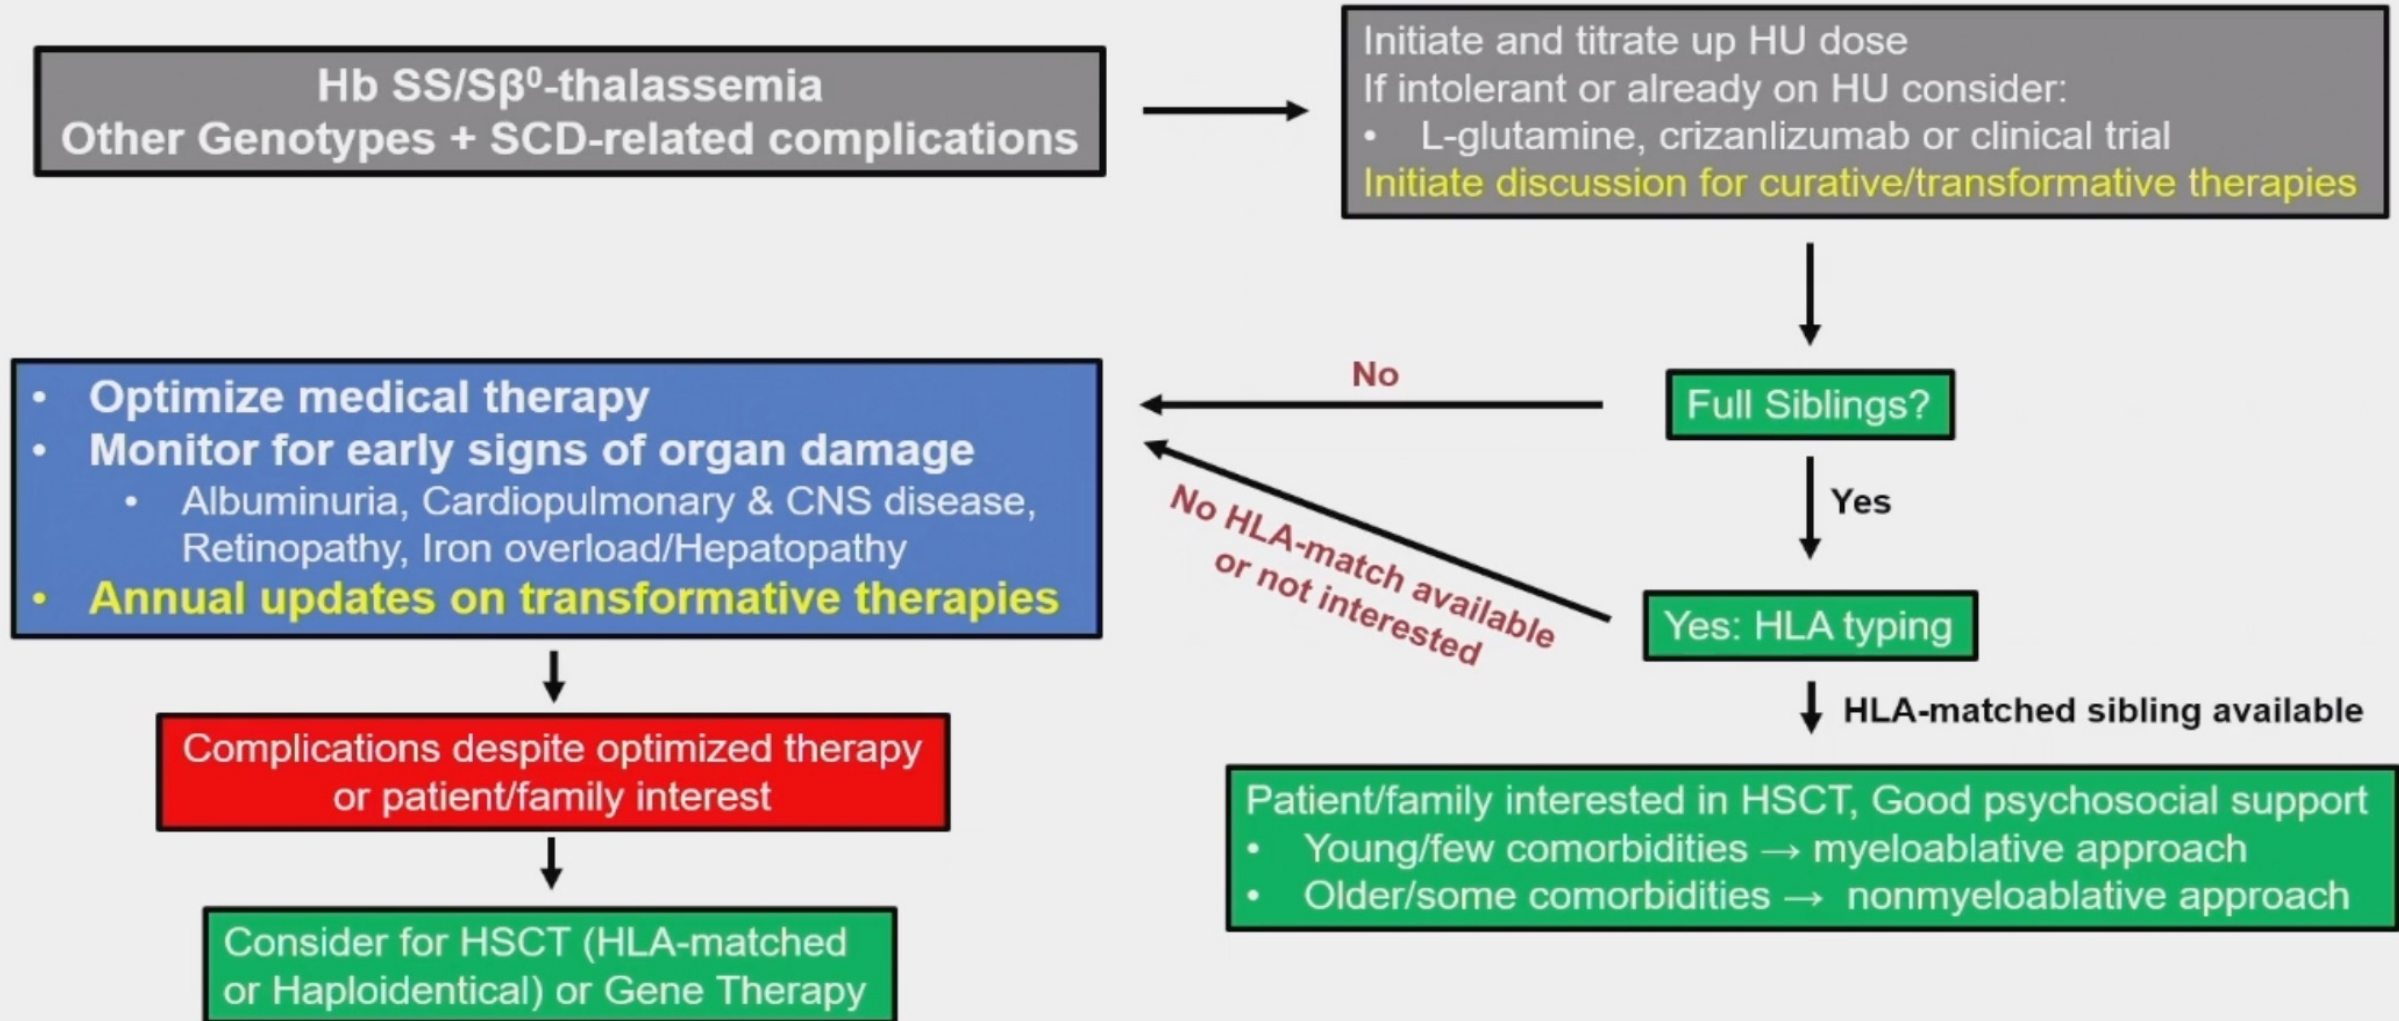 Hb SS/Sβ⁰-thalassemia
Other Genotypes + SCD-related complications
Initiate and titrate up HU dose
If intolerant or already on HU consider:
• L-glutamine, crizanlizumab or clinical trial
Initiate discussion for curative/transformative therapies
Full Siblings?
No
Yes
Yes: HLA typing
No HLA-match available
or not interested
HLA-matched sibling available
Patient/family interested in HSCT, Good psychosocial support
• Young/few comorbidities → myeloablative approach
• Older/some comorbidities → nonmyeloablative approach
• Optimize medical therapy
• Monitor for early signs of organ damage
• Albuminuria, Cardiopulmonary & CNS disease,
Retinopathy, Iron overload/Hepatopathy
• Annual updates on transformative therapies
Complications despite optimized therapy
or patient/family interest
Consider for HSCT (HLA-matched
or Haploidentical) or Gene Therapy